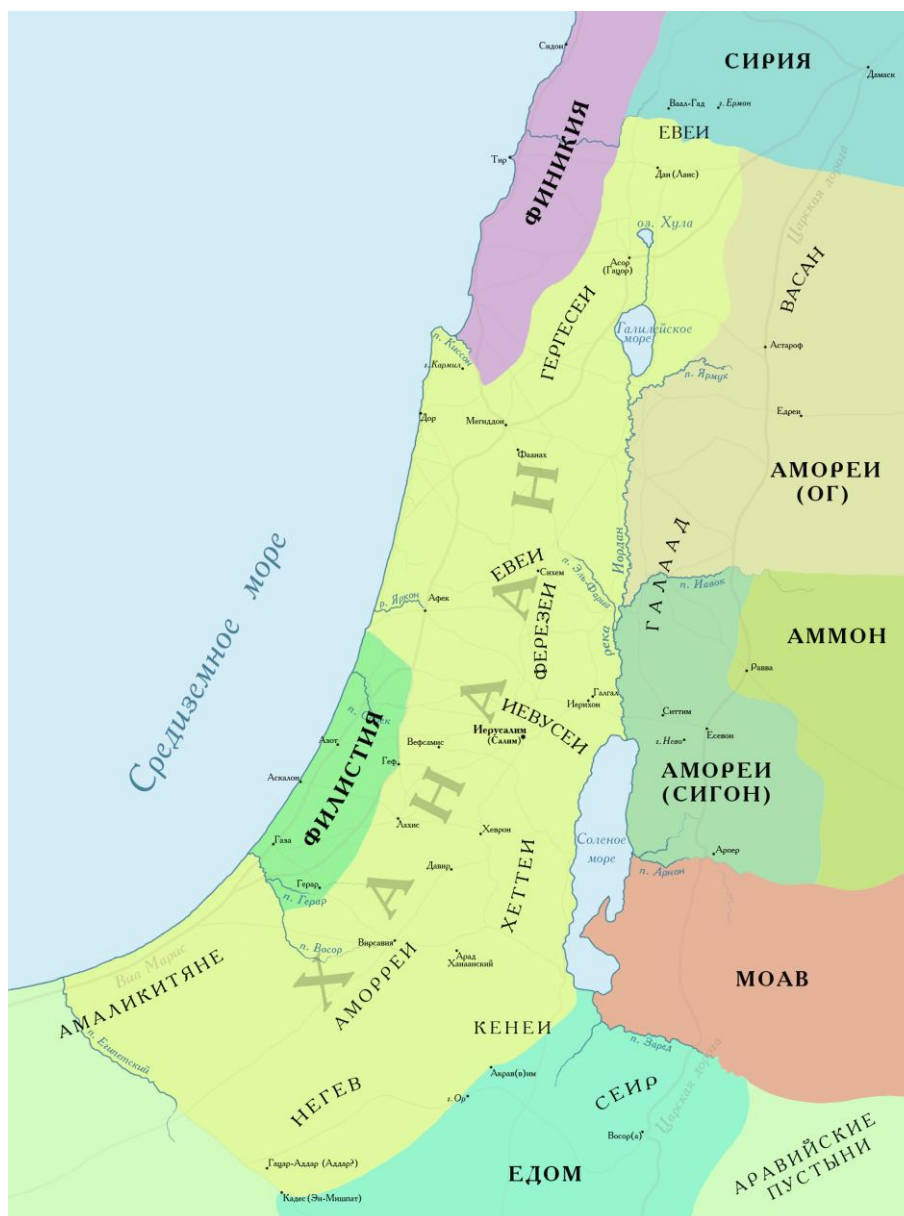 Сидон
СИРИЯ
Дамаск
Ваал-Гад
г. Ермон
ЕВЕИ
ФИНИКИЯ
Тир
Дан (Лаис)
Царская дорога
оз. Хула
Асор
(Гацор)
ВАСАН
ГЕРГЕСЕИ
Галилейское
море
п. Киссон
г. Кармил
Астароф
п. Ярмук
Дор
Мегиддон
Едреи
Фаанах
АМОРЕИ
(ОГ)
ХАНААН
ГАЛААД
река Иордан
Средиземное море
ЕВЕИ
Сихем
п. Эль-Фариа
п. Иавок
р. Яркон
Афек
ФЕРЕЗЕИ
АММОН
Равва
Галгал
Иерихон
ИЕВУСЕИ
Ситтим
п. Сорек
Иерусалим
(Салим)
Есевон
г. Нево
Азот
Вефсамис
ФИЛИСТИЯ
Геф
АМОРЕИ
(СИГОН)
Аскалон
Лахис
Хеврон
Соленое
море
Газа
Ароер
Давир
п. Арнон
Герар
п. Герар
ХЕТТЕИ
Вирсавия
п. Восор
Арад
Ханаанский
Виа Марис
АМОРРЕИ
МОАВ
АМАЛИКИТЯНЕ
КЕНЕИ
п. Египетский
п. Заред
Акрав(в)им
НЕГЕВ
г. Ор
СЕИР
Царская дорога
Восор(а)
Гацар-Аддар (Аддар?)
ЕДОМ
АРАВИЙСКИЕ
ПУСТЫНИ
Кадес (Эн-Мишпат)